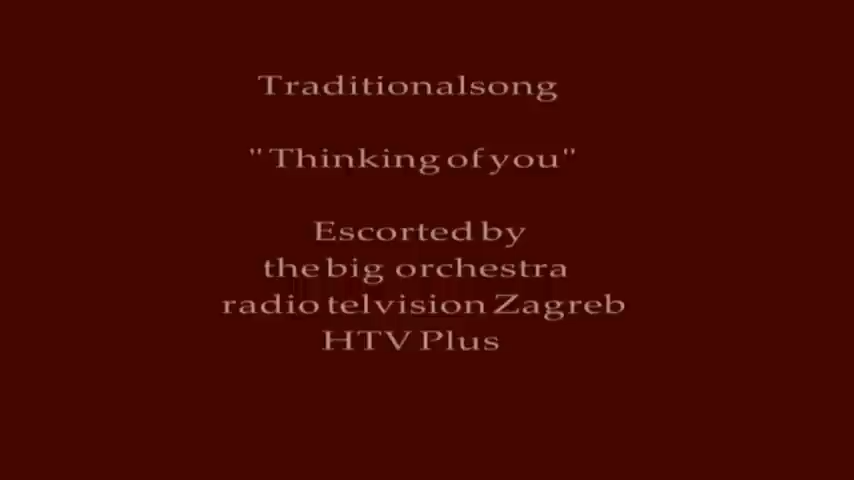 Traditionalsong
"Thinking of you"
Escorted by
the big orchestra
radio telvision Zagreb
HTV Plus